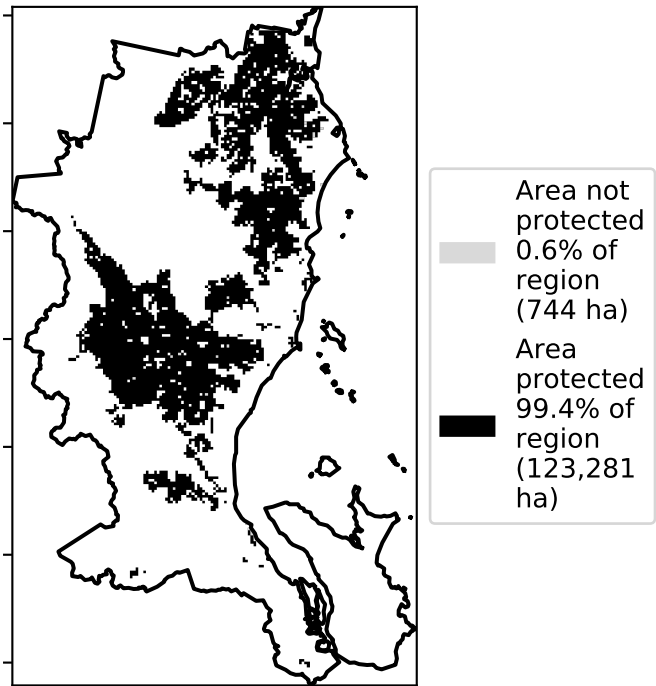 Area not
protected
0.6% of
region
(744 ha)
Area
protected
99.4% of
region
(123,281
ha)